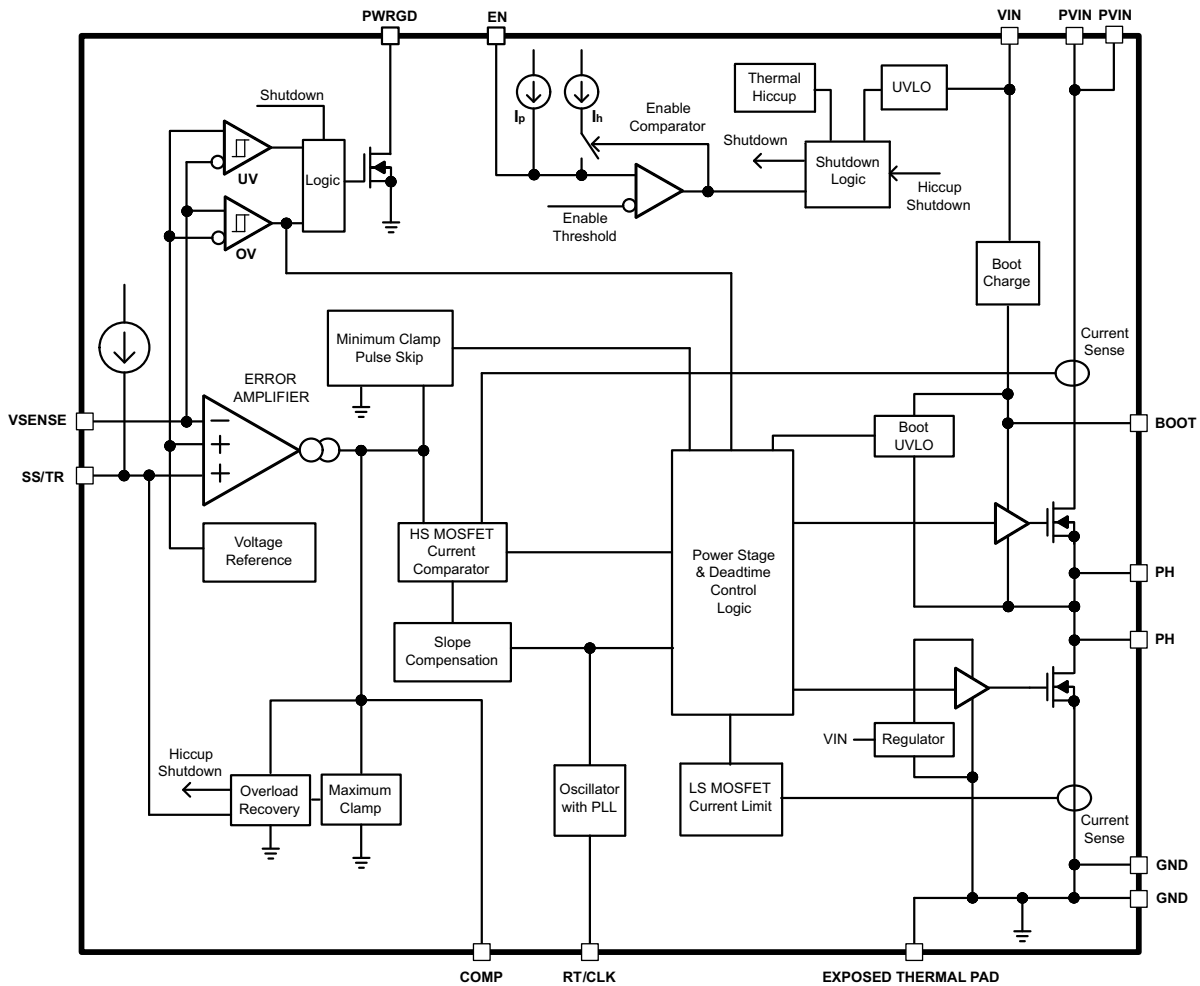 PWRGD
EN
VIN
PVIN
PVIN
Shutdown
UV
Logic
OV
Ip
Ih
Enable
Comparator
Enable
Threshold
Thermal
Hiccup
UVLO
Shutdown
Shutdown
Logic
Hiccup
Shutdown
Boot
Charge
Current
Sense
Minimum Clamp
Pulse Skip
ERROR
AMPLIFIER
VSENSE
SS/TR
Boot
UVLO
BOOT
Voltage
Reference
HS MOSFET
Current
Comparator
Power Stage
& Deadtime
Control
Logic
PH
PH
Slope
Compensation
VIN
Regulator
Hiccup
Shutdown
Overload
Recovery
Maximum
Clamp
Oscillator
with PLL
LS MOSFET
Current Limit
Current
Sense
GND
GND
COMP
RT/CLK
EXPOSED THERMAL PAD